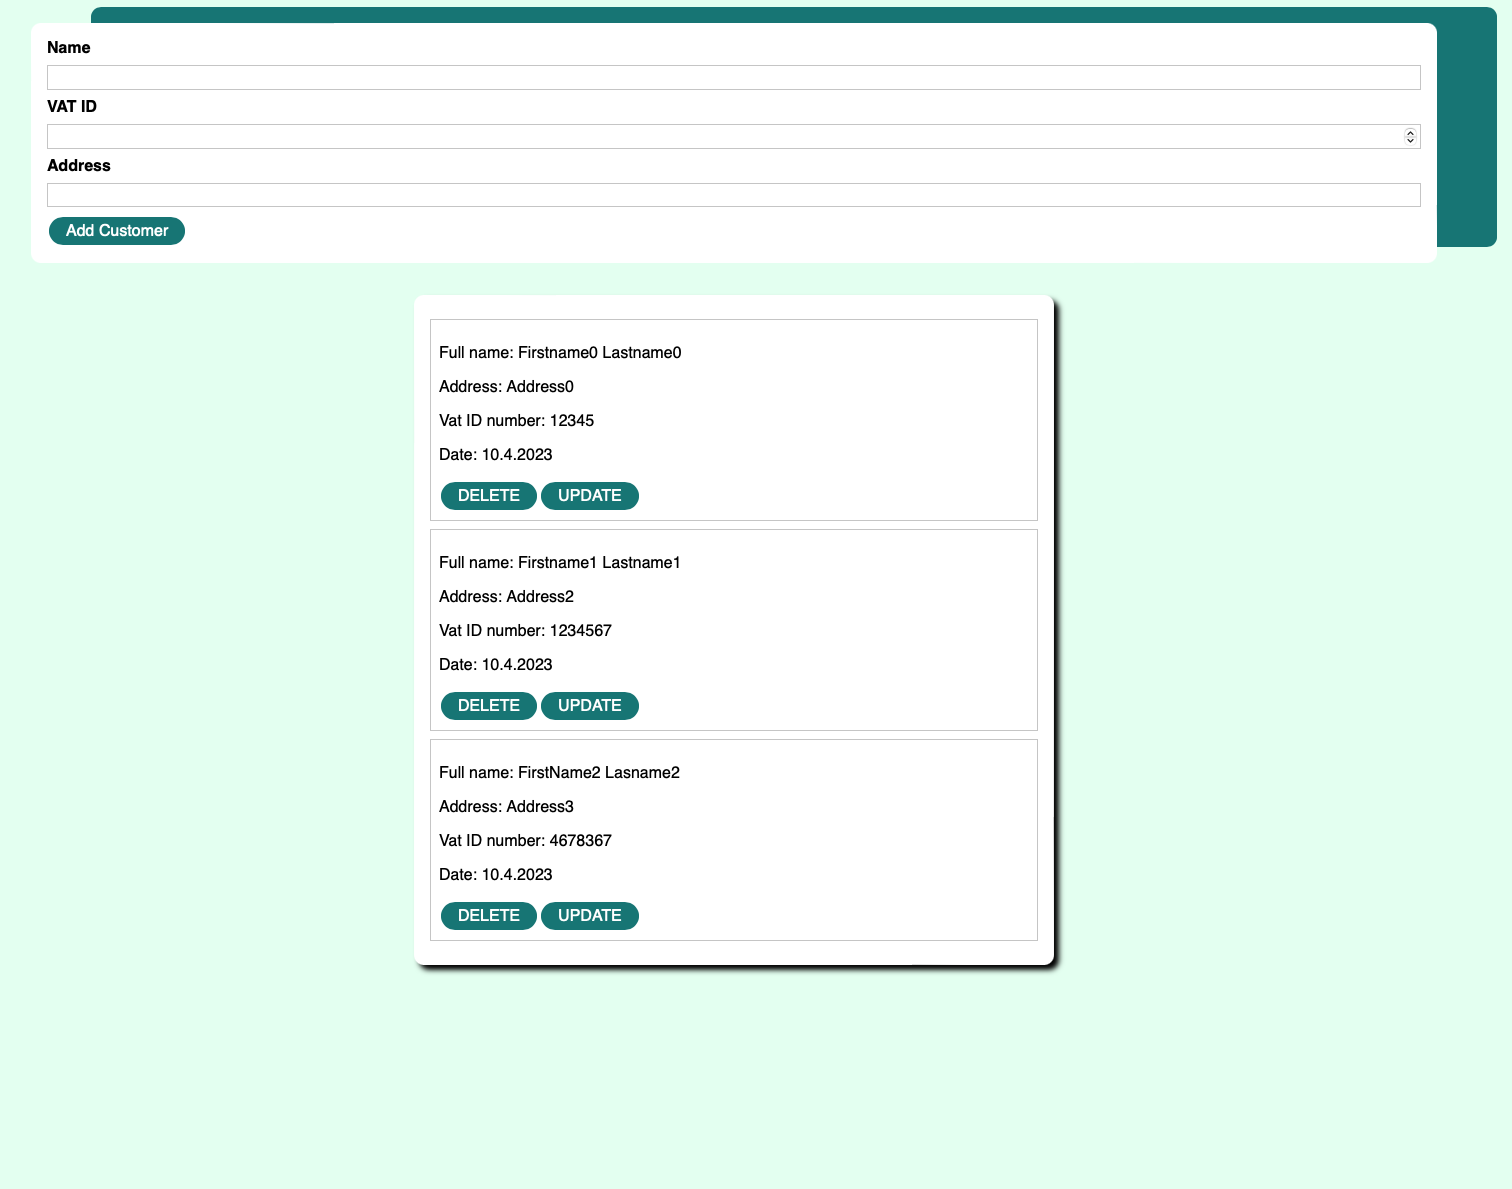 Name
VAT ID
Address
Add Customer
Full name: Firstname0 Lastname0
Address: Address0
Vat ID number: 12345
Date: 10.4.2023
DELETE UPDATE
Full name: Firstname1 Lastname1
Address: Address2
Vat ID number: 1234567
Date: 10.4.2023
DELETE UPDATE
Full name: FirstName2 Lasname2
Address: Address3
Vat ID number: 4678367
Date: 10.4.2023
DELETE UPDATE